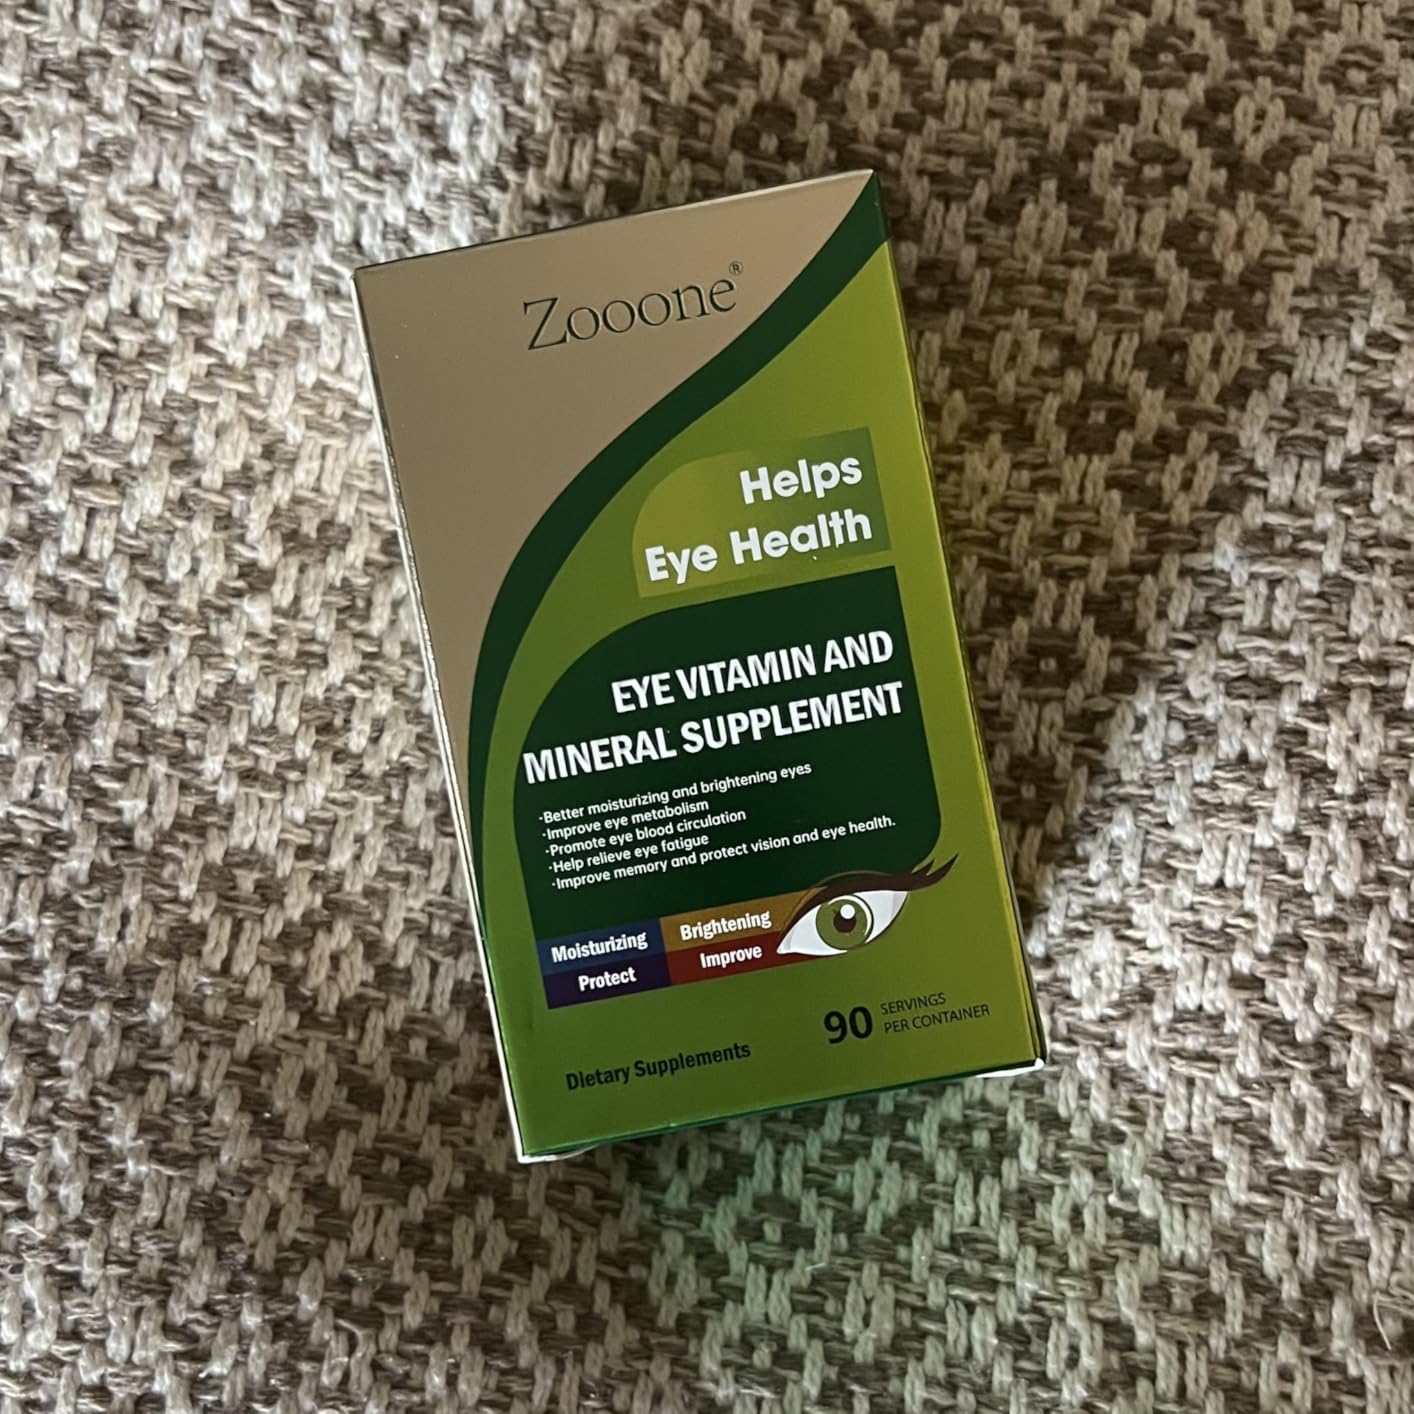 Zooone®
Helps
Eye Health
EYE VITAMIN AND
MINERAL SUPPLEMENT
·Better moisturizing and brightening eyes
·Improve eye metabolism
·Promote eye blood circulation
·Help relieve eye fatigue
·Improve memory and protect vision and eye health.
Moisturizing Brightening
Protect Improve
90 SERVINGS
PER CONTAINER
Dietary Supplements